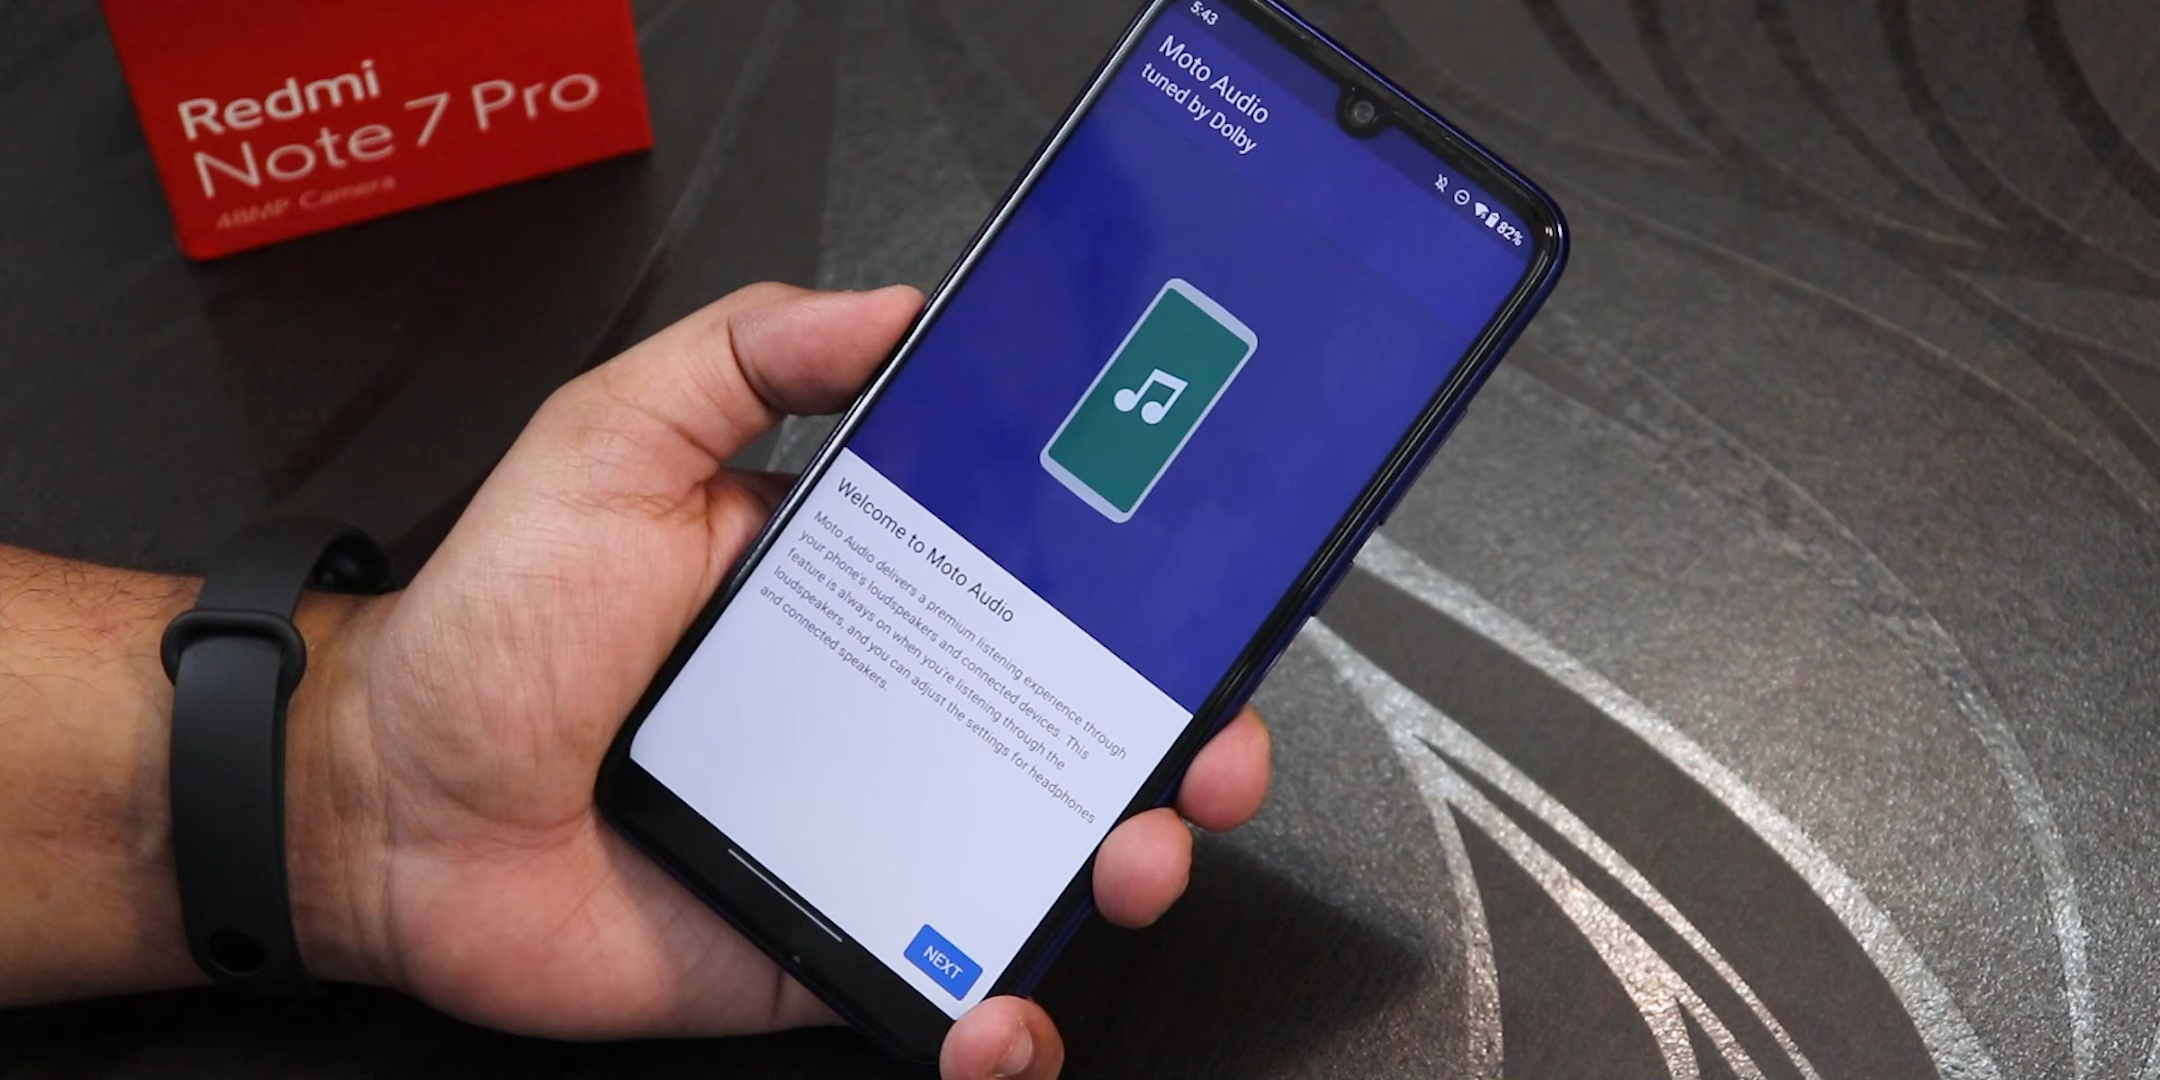 Redmi
Note 7 Pro
48MP Camera
5:43
82%
Moto Audio
tuned by Dolby
Welcome to Moto Audio
Moto Audio delivers a premium listening experience through
your phone's loudspeakers and connected devices. This
feature is always on when you're listening through the
loudspeakers, and you can adjust the settings for headphones
and connected speakers.
NEXT